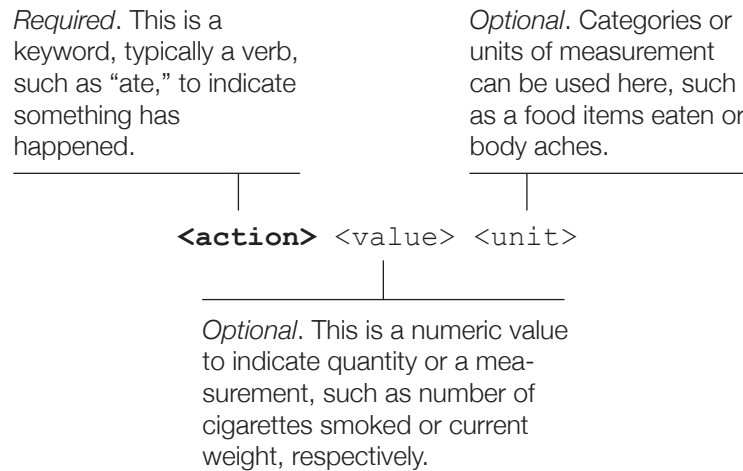 Required. This is a
keyword, typically a verb,
such as “ate,” to indicate
something has
happened.
Optional. Categories or
units of measurement
can be used here, such
as a food items eaten or
body aches.
<action> <value> <unit>
Optional. This is a numeric value
to indicate quantity or a mea-
surement, such as number of
cigarettes smoked or current
weight, respectively.